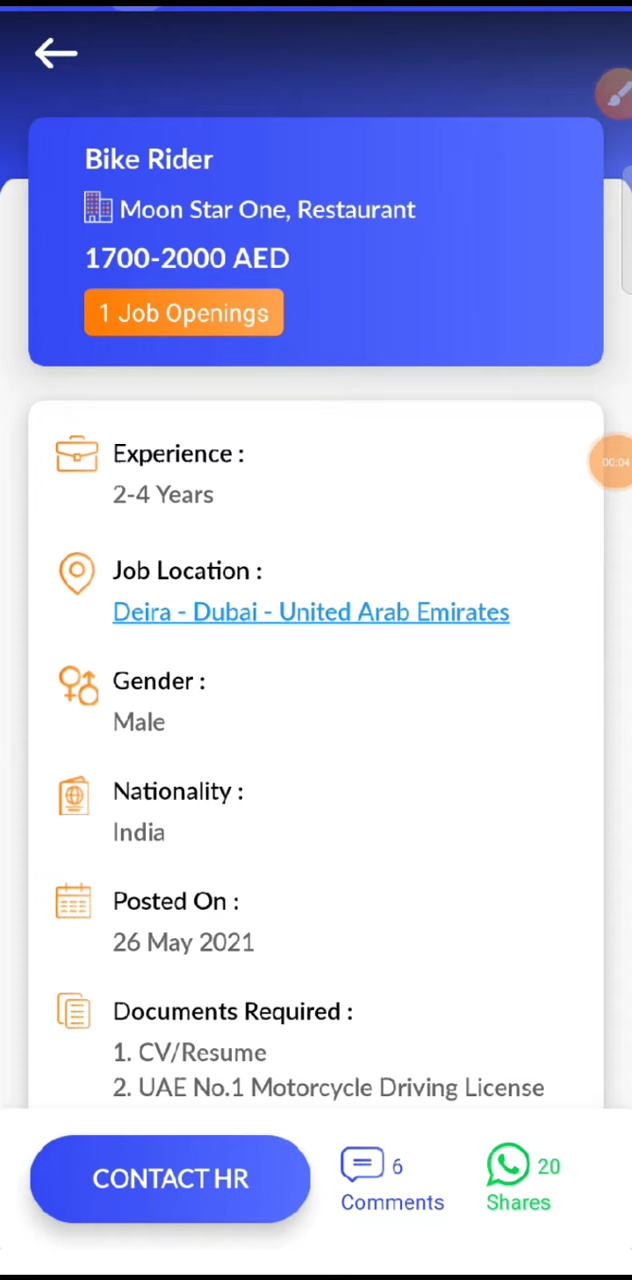 Bike Rider
Moon Star One, Restaurant
1700-2000 AED
1 Job Openings
Experience :
2-4 Years
00:04
Job Location :
Deira - Dubai - United Arab Emirates
Gender :
Male
Nationality :
India
Posted On :
26 May 2021
Documents Required :
1. CV/Resume
2. UAE No.1 Motorcycle Driving License
CONTACT HR
6
Comments
20
Shares